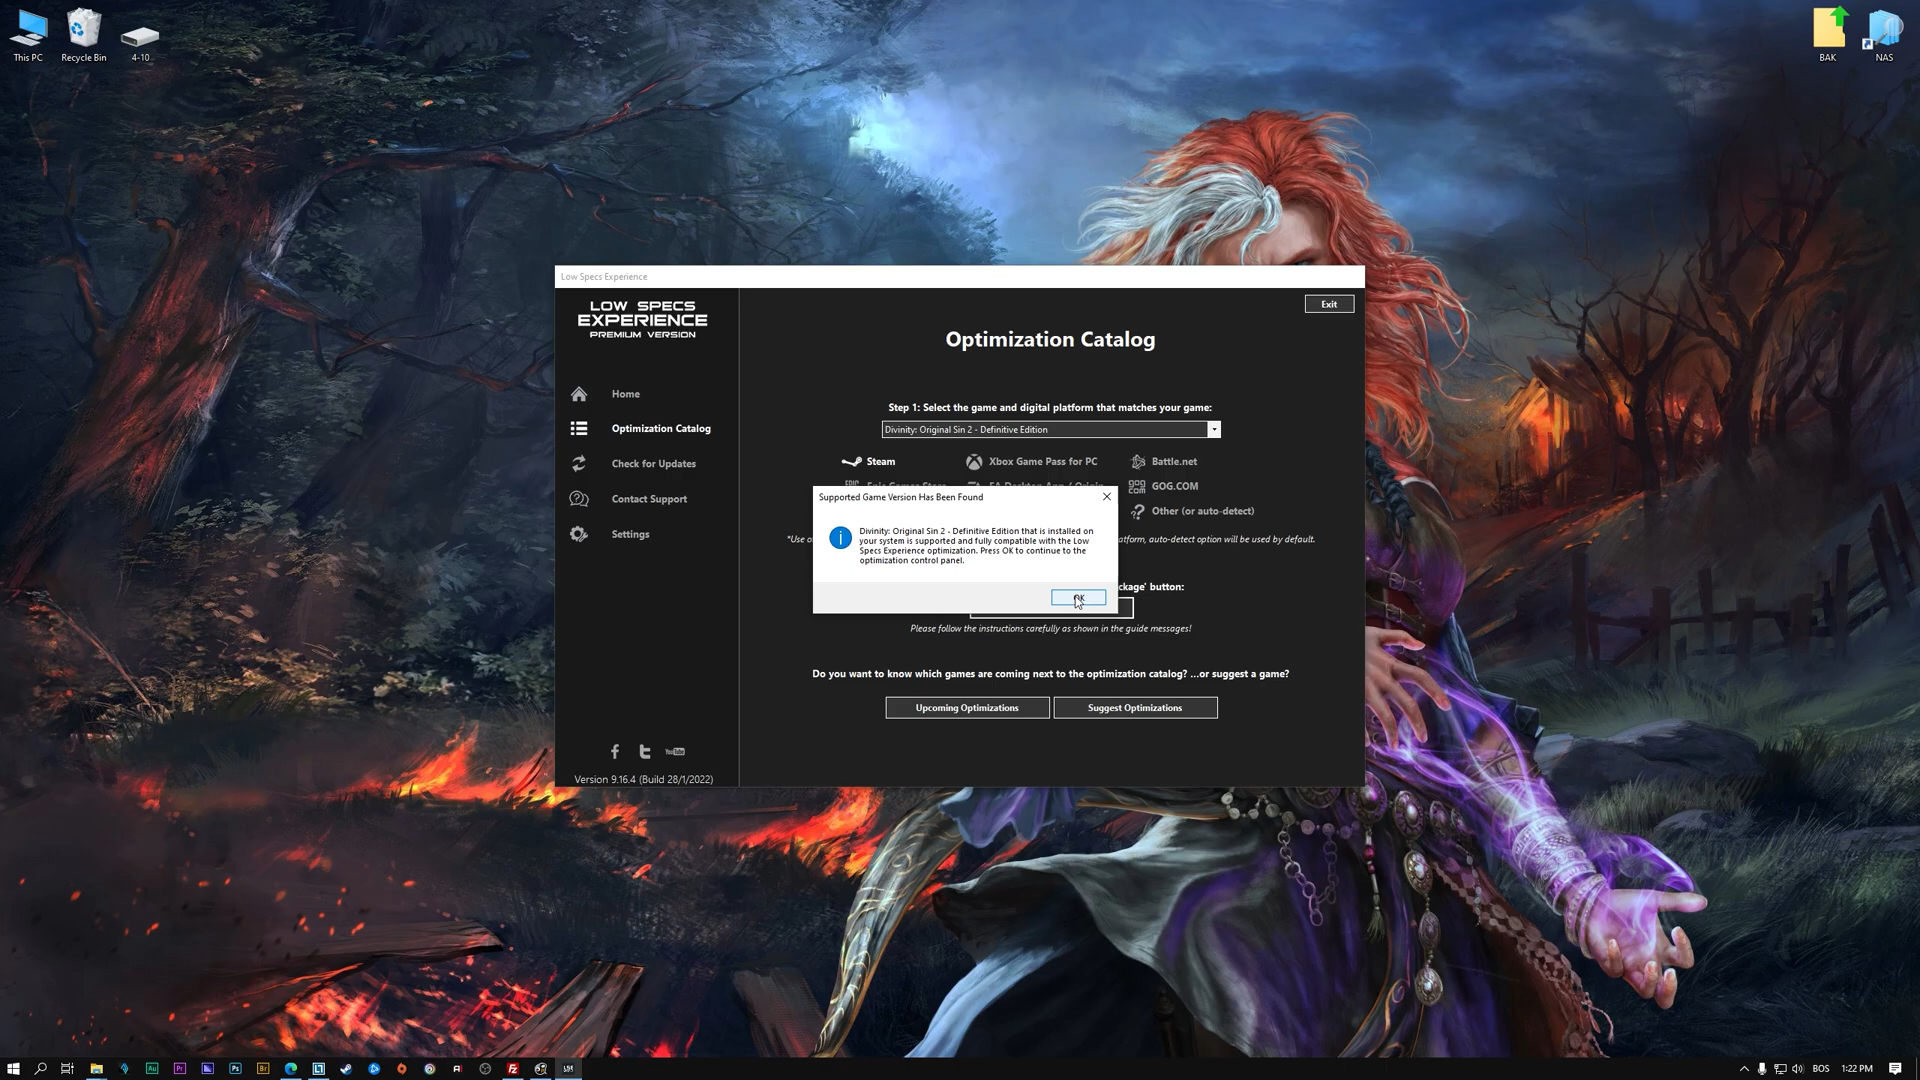 This PC
Recycle Bin
4-10
BAK
NAS
Low Specs Experience
LOW SPECS
EXPERIENCE
PREMIUM VERSION
Exit
Optimization Catalog
Home
Optimization Catalog
Check for Updates
Contact Support
Settings
Step 1: Select the game and digital platform that matches your game:
Divinity: Original Sin 2 - Definitive Edition
Steam
Xbox Game Pass for PC
Battle.net
GOG.COM
Other (or auto-detect)
atform, auto-detect option will be used by default.
Supported Game Version Has Been Found
Divinity: Original Sin 2 - Definitive Edition that is installed on
your system is supported and fully compatible with the Low
Specs Experience optimization. Press OK to continue to the
optimization control panel.
OK
ckage' button:
Please follow the instructions carefully as shown in the guide messages!
Do you want to know which games are coming next to the optimization catalog? ...or suggest a game?
Upcoming Optimizations
Suggest Optimizations
Version 9.16.4 (Build 28/1/2022)
BOS
1:22 PM